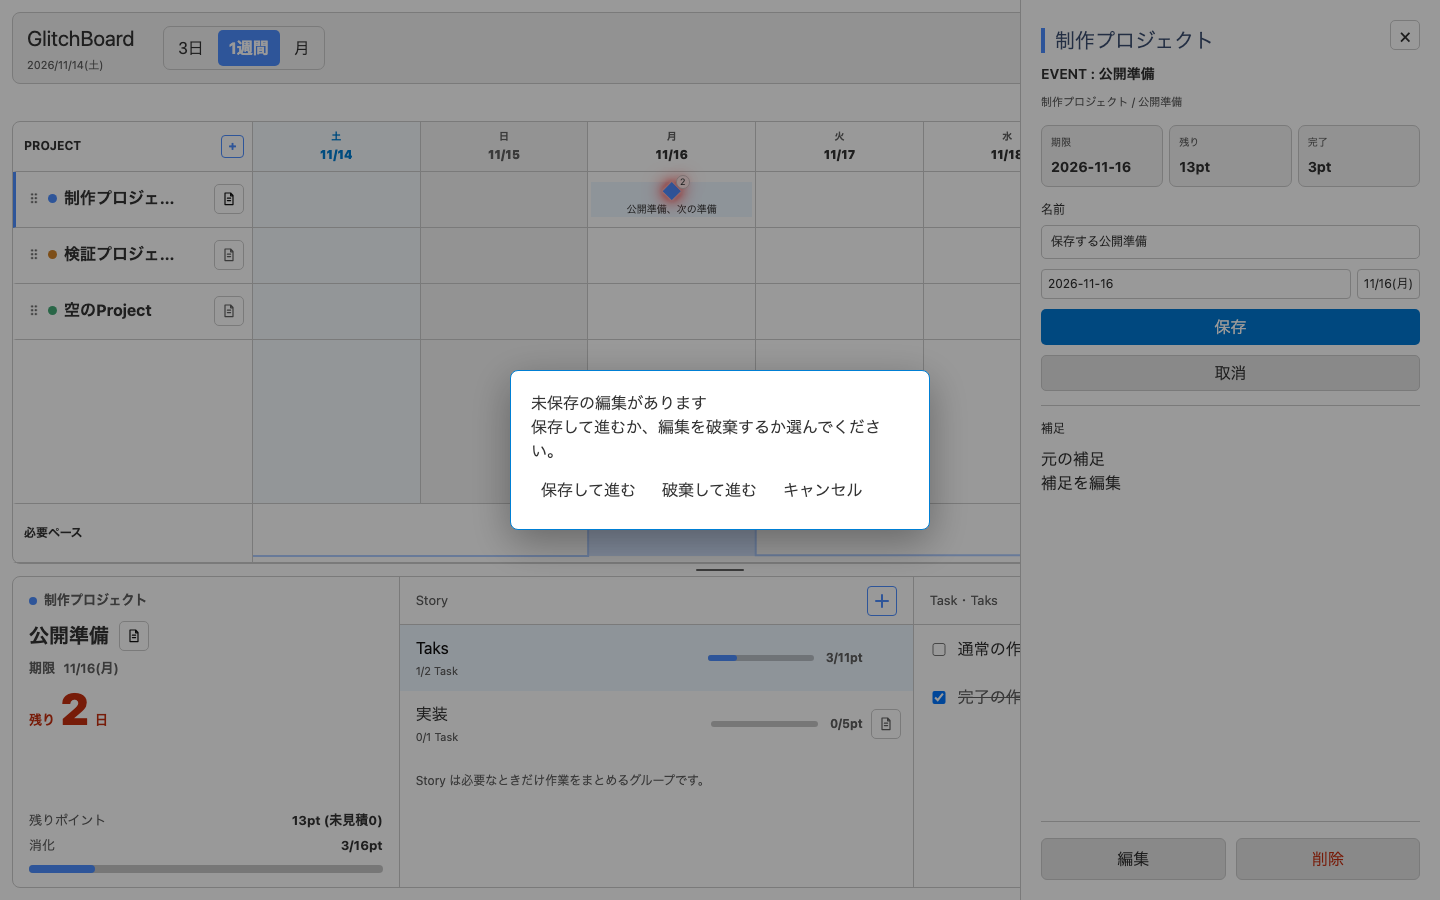 GlitchBoard
2026/11/14(土)
3日
1週間
月
PROJECT
+
土
11/14
日
11/15
月
11/16
火
11/17
水
11/18
制作プロジェ...
2
公開準備、次の準備
検証プロジェ...
空のProject
必要ペース
制作プロジェクト
公開準備
期限 11/16(月)
残り 2 日
残りポイント 13pt (未見積0)
消化 3/16pt
Story
+
Taks
1/2 Task
3/11pt
実装
0/1 Task
0/5pt
Story は必要なときだけ作業をまとめるグループです。
Task・Taks
通常の作
完了の作
未保存の編集があります
保存して進むか、編集を破棄するか選んでくださ
い。
保存して進む 破棄して進む キャンセル
制作プロジェクト
×
EVENT : 公開準備
制作プロジェクト / 公開準備
期限
2026-11-16
残り
13pt
完了
3pt
名前
保存する公開準備
2026-11-16
11/16(月)
保存
取消
補足
元の補足
補足を編集
編集
削除